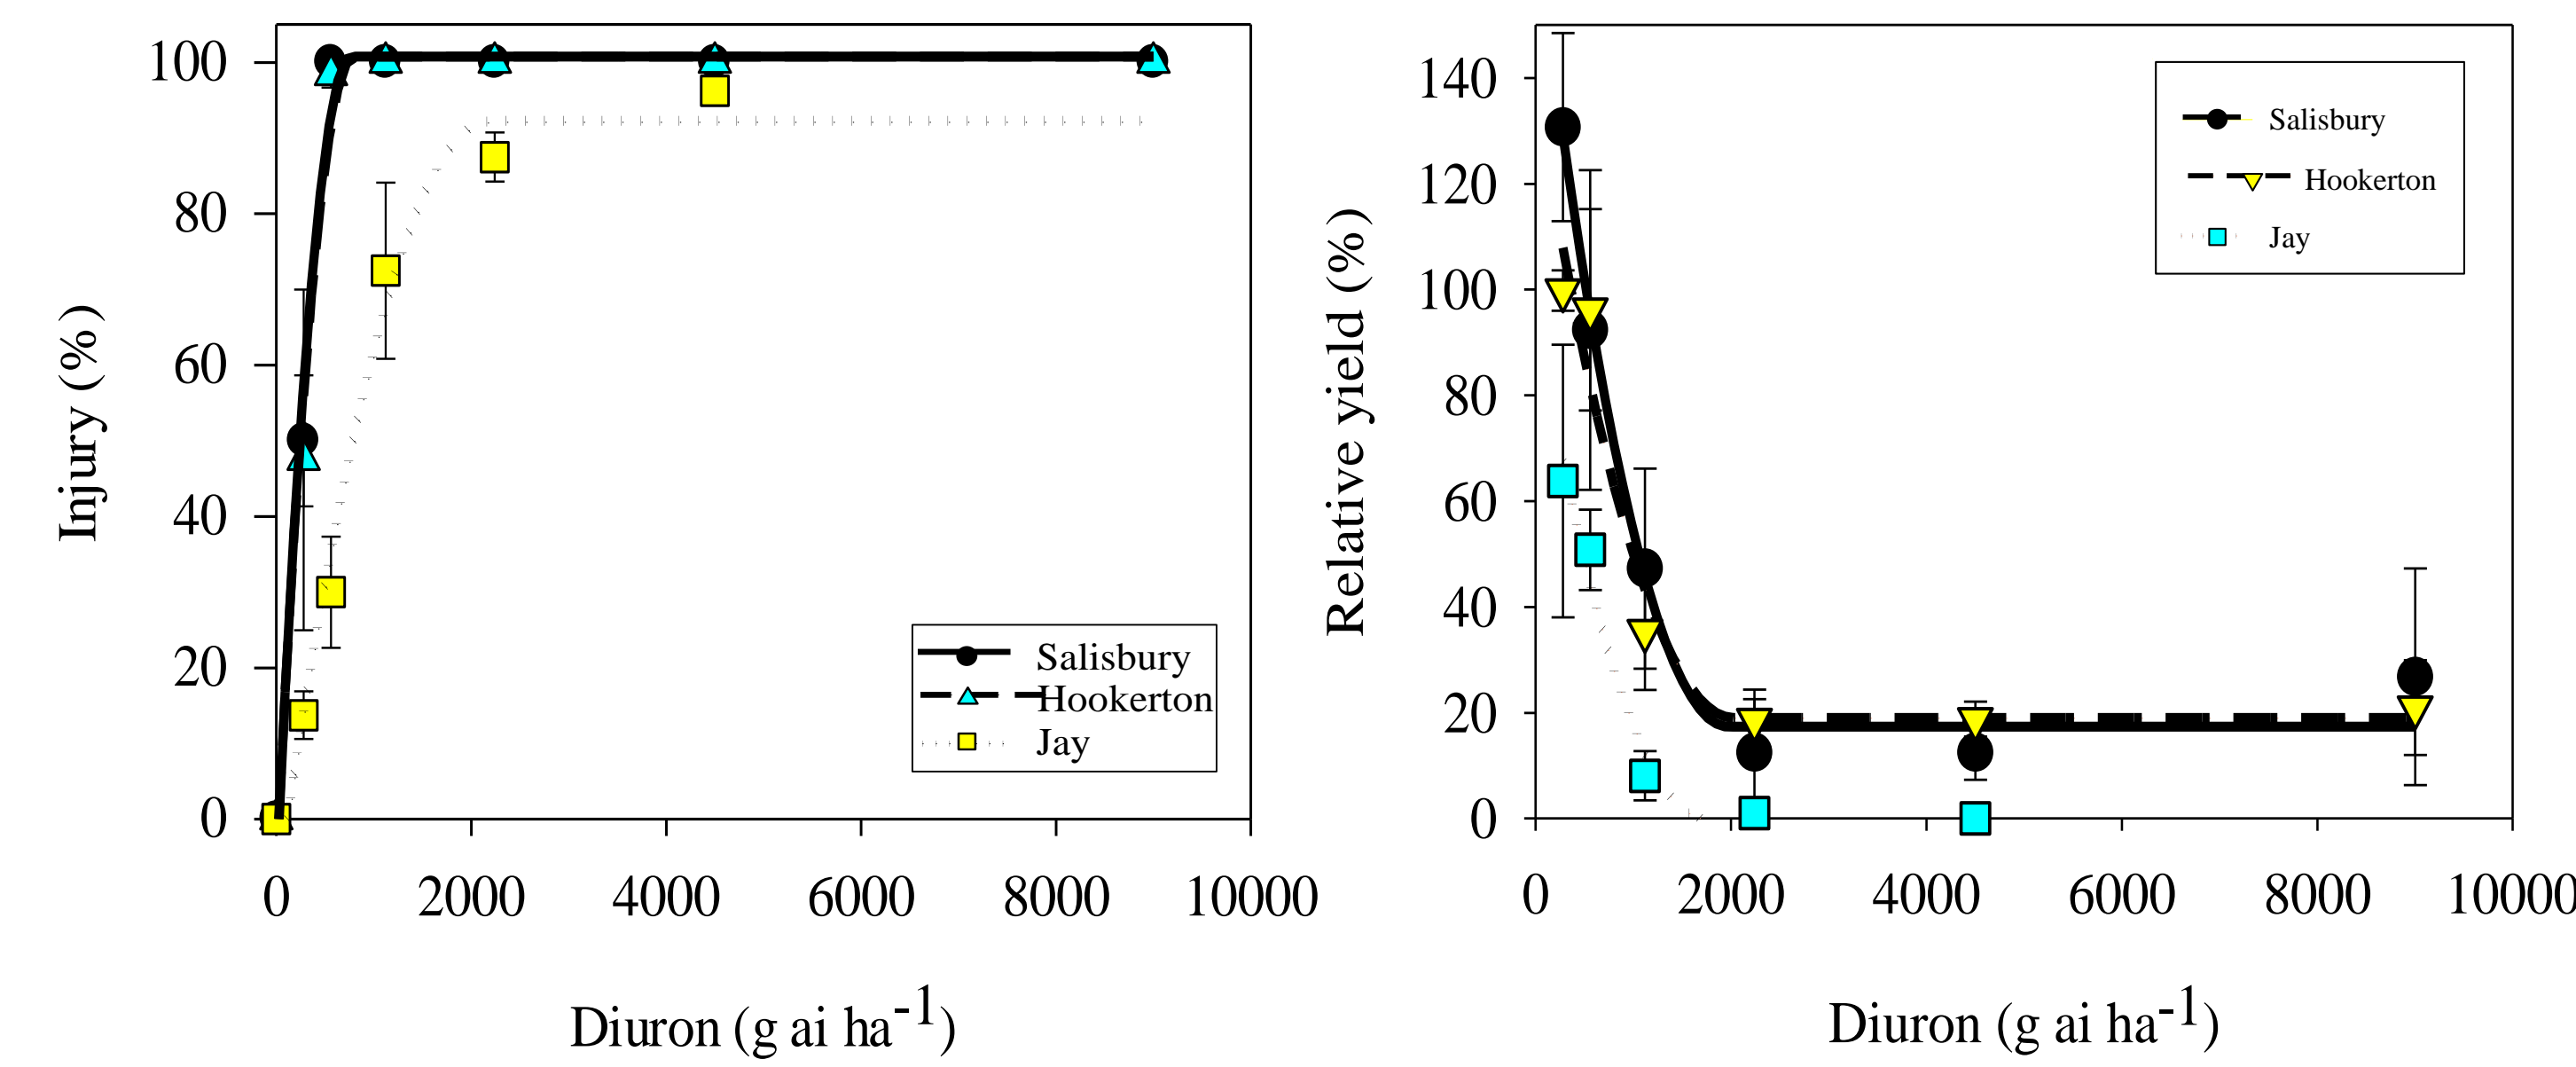 Injury (%)
100
80
60
40
20
0
0 2000 4000 6000 8000 10000
Diuron (g ai ha-1)
Salisbury
Hookerton
Jay
Relative yield (%)
140
120
100
80
60
40
20
0
0 2000 4000 6000 8000 10000
Diuron (g ai ha-1)
Salisbury
Hookerton
Jay